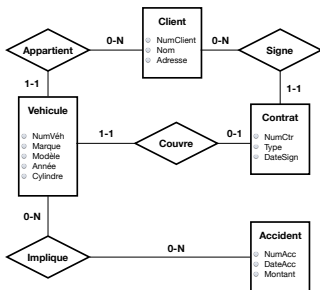 Client
Appartient
0-N
NumClient
Nom
Adresse
0-N
Signe
1-1
1-1
Vehicule
NumVéh
Marque
Modèle
Année
Cylindre
1-1
Couvre
0-1
Contrat
NumCtr
Type
DateSign
0-N
Implique
0-N
Accident
NumAcc
DateAcc
Montant